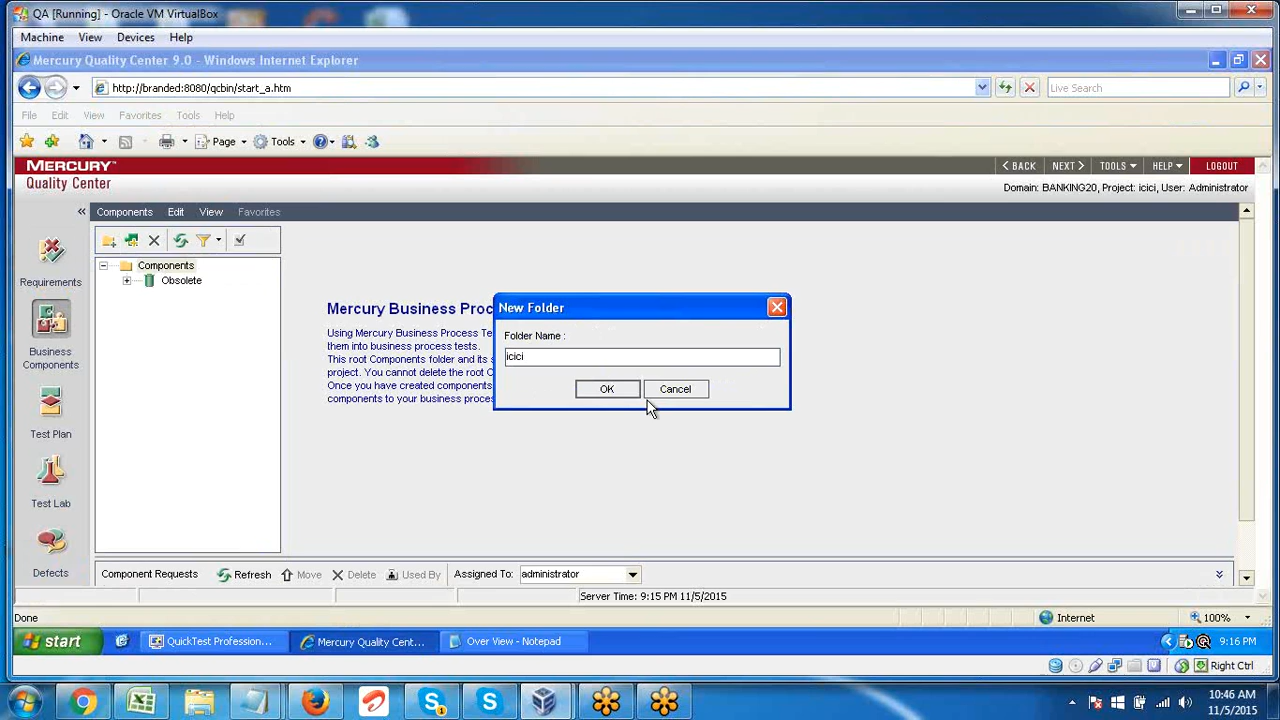 QA [Running] - Oracle VM VirtualBox
Machine View Devices Help
Mercury Quality Center 9.0 - Windows Internet Explorer
http://branded:8080/qcbin/start_a.htm
Live Search
File Edit View Favorites Tools Help
Page Tools
MERCURY™
BACK NEXT TOOLS HELP LOGOUT
Quality Center
Domain: BANKING20, Project: icici, User: Administrator
Components Edit View Favorites
Requirements
Business Components
Test Plan
Test Lab
Defects
Components
Obsolete
Mercury Business Proc
Using Mercury Business Process Te
them into business process tests.
This root Components folder and its s
project. You cannot delete the root C
Once you have created components
components to your business proce
New Folder
Folder Name :
icici
OK Cancel
Component Requests Refresh Move Delete Used By Assigned To: administrator
Server Time: 9:15 PM 11/5/2015
Done
Internet
100%
start
QuickTest Profession...
Mercury Quality Cent...
Over View - Notepad
9:16 PM
Right Ctrl
10:46 AM
11/5/2015